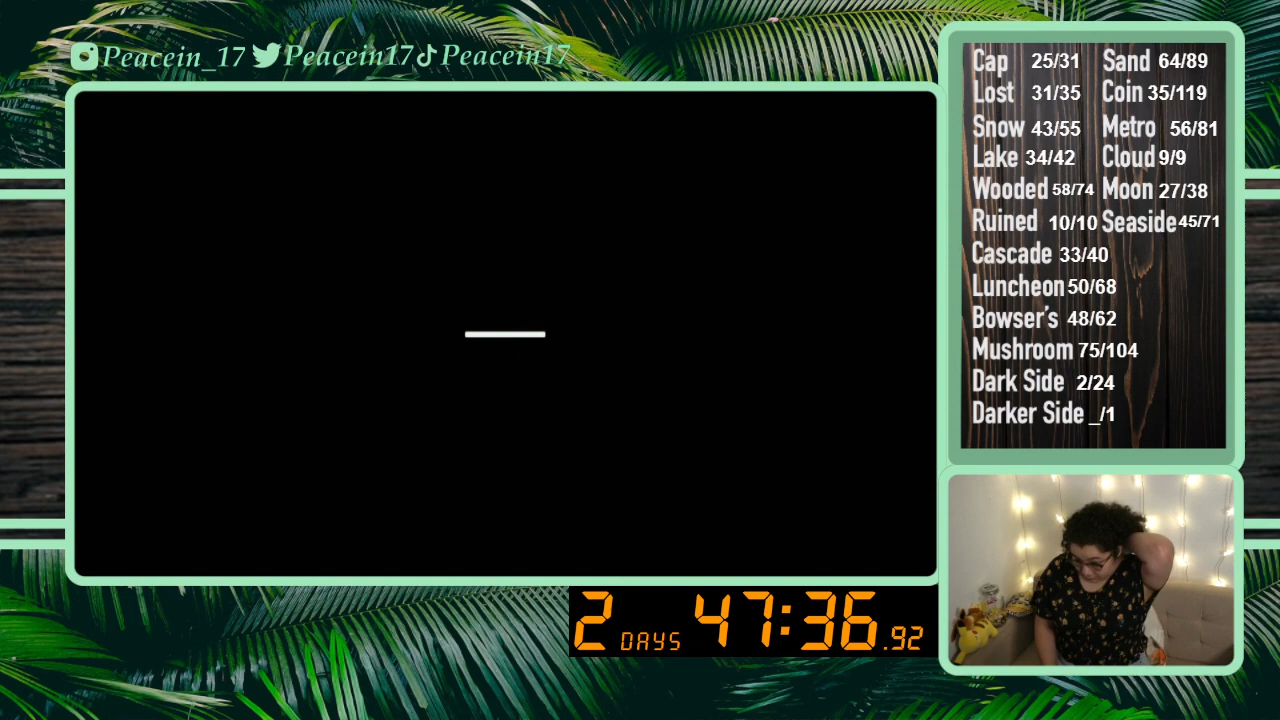 Peacein_17 Peacein17 Peacein17
Cap 25/31 Sand 64/89
Lost 31/35 Coin 35/119
Snow 43/55 Metro 56/81
Lake 34/42 Cloud 9/9
Wooded 58/74 Moon 27/38
Ruined 10/10 Seaside 45/71
Cascade 33/40
Luncheon 50/68
Bowser's 48/62
Mushroom 75/104
Dark Side 2/24
Darker Side _/1
2 DAYS 47:36.92